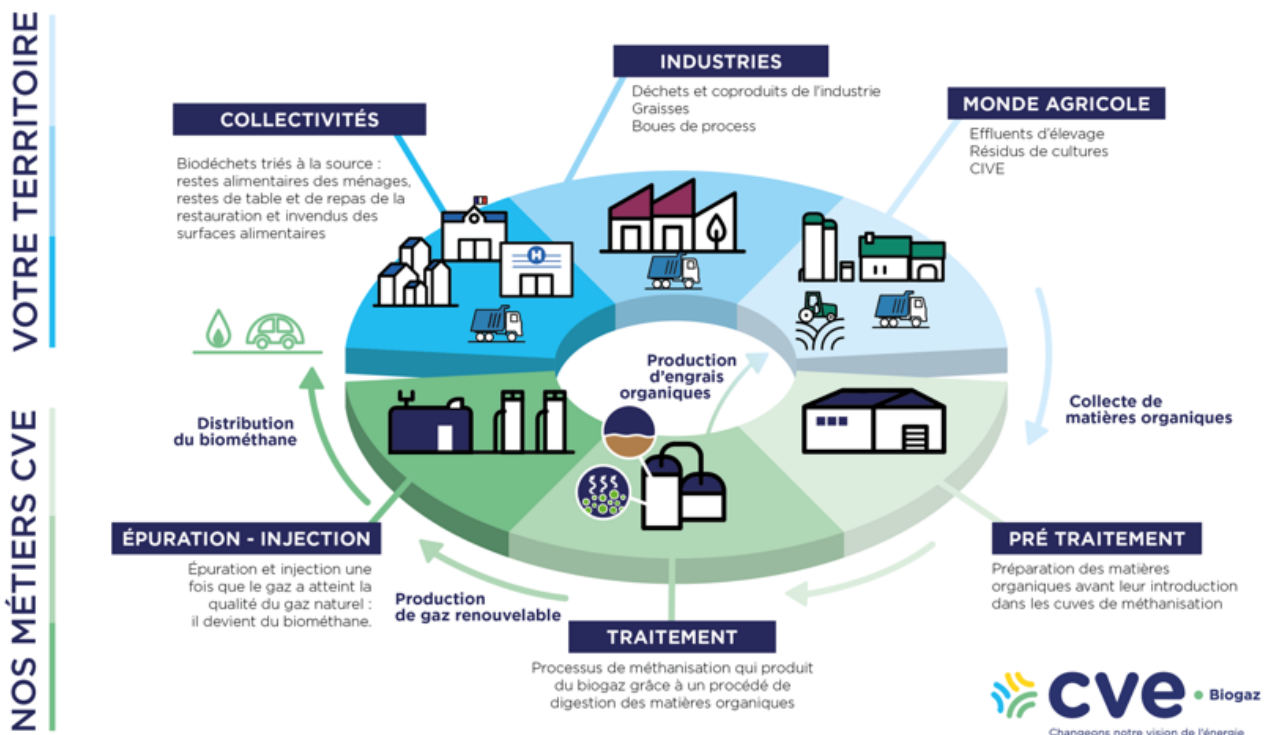 VOTRE TERRITOIRE
INDUSTRIES
Déchets et coproduits de l'industrie
Graisses
Boues de process
COLLECTIVITÉS
Biodéchets triés à la source :
restes alimentaires des ménages,
restes de table et de repas de la
restauration et invendus des
surfaces alimentaires
MONDE AGRICOLE
Effluents d'élevage
Résidus de cultures
CIVE
H
Production
d'engrais
organiques
Collecte de
matières organiques
Distribution
du biométhane
NOS MÉTIERS CVE
ÉPURATION - INJECTION
Épuration et injection une
fois que le gaz a atteint la
qualité du gaz naturel :
il devient du biométhane.
Production
de gaz renouvelable
TRAITEMENT
Processus de méthanisation qui produit
du biogaz grâce à un procédé de
digestion des matières organiques
PRÉ TRAITEMENT
Préparation des matières
organiques avant leur introduction
dans les cuves de méthanisation
cve • Biogaz
Changeons notre vision de l'énergie